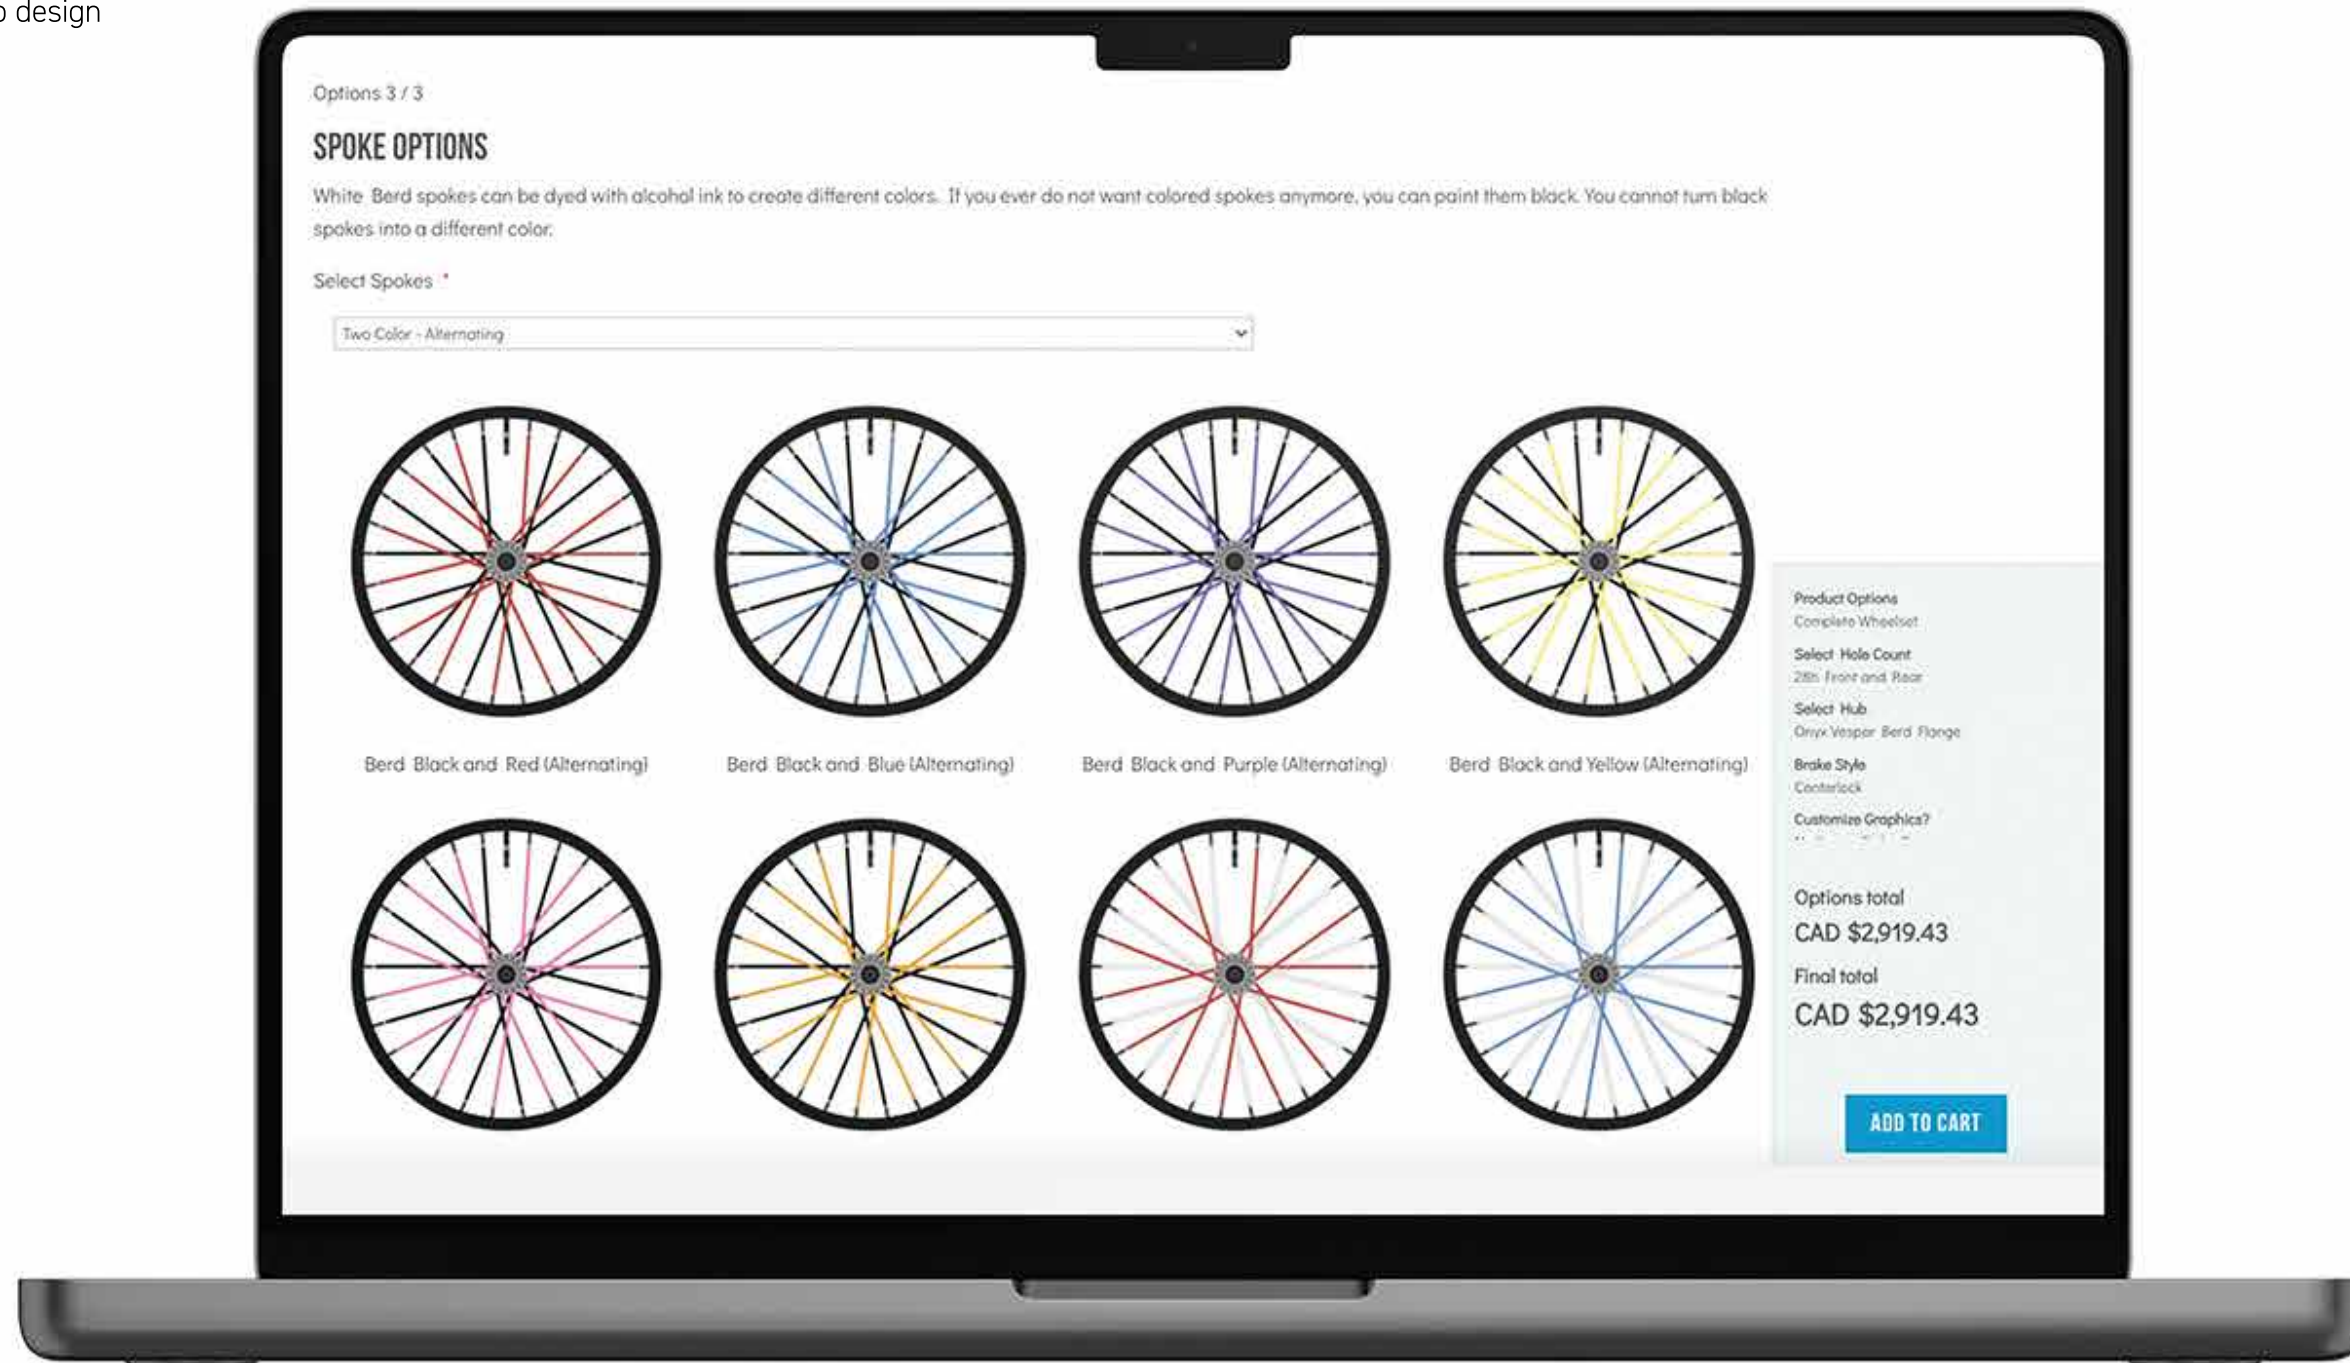 design
Options 3 / 3
SPOKE OPTIONS
White Berd spokes can be dyed with alcohol ink to create different colors. If you ever do not want colored spokes anymore, you can paint them black. You cannot turn black
spokes into a different color.
Select Spokes *
Two Color - Alternating
Berd Black and Red (Alternating)
Berd Black and Blue (Alternating)
Berd Black and Purple (Alternating)
Berd Black and Yellow (Alternating)
Product Options
Complete Wheelset
Select Hole Count
28h Front and Rear
Select Hub
Onyx Vesper Berd Flange
Brake Style
Centerlock
Customize Graphics?
Options total
CAD $2,919.43
Final total
CAD $2,919.43
ADD TO CART